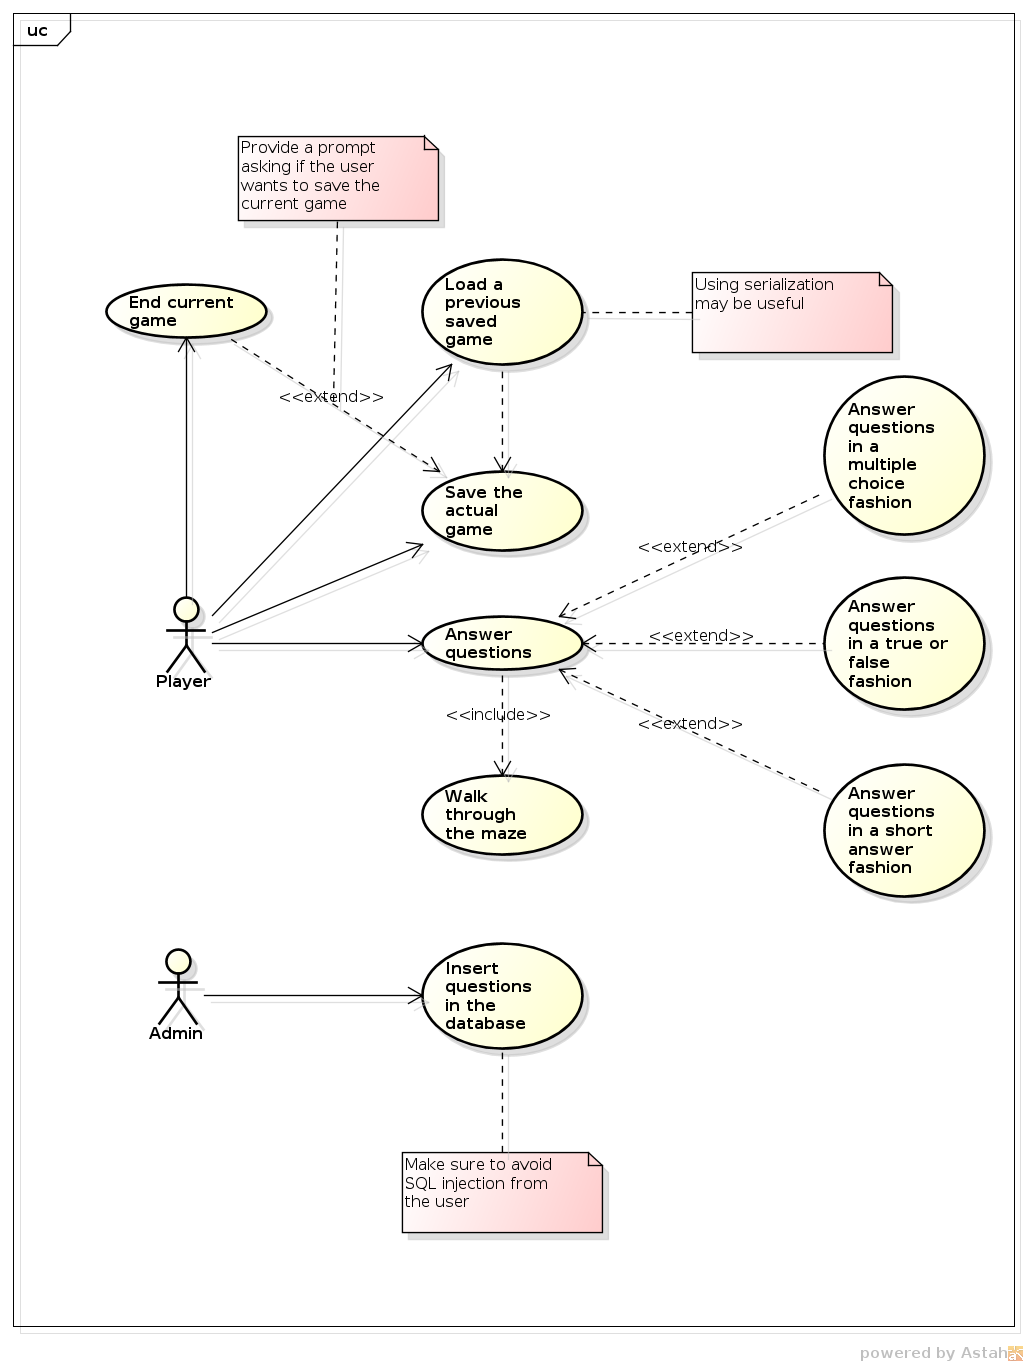 uc
Provide a prompt
asking if the user
wants to save the
current game
Load a
previous
saved
game
Using serialization
may be useful
End current
game
<<extend>>
Answer
questions
in a
multiple
choice
fashion
Save the
actual
game
<<extend>>
Answer
questions
<<extend>>
Answer
questions
in a true or
false
fashion
Player
<<include>>
<<extend>>
Walk
through
the maze
Answer
questions
in a short
answer
fashion
Admin
Insert
questions
in the
database
Make sure to avoid
SQL injection from
the user
powered by Astah